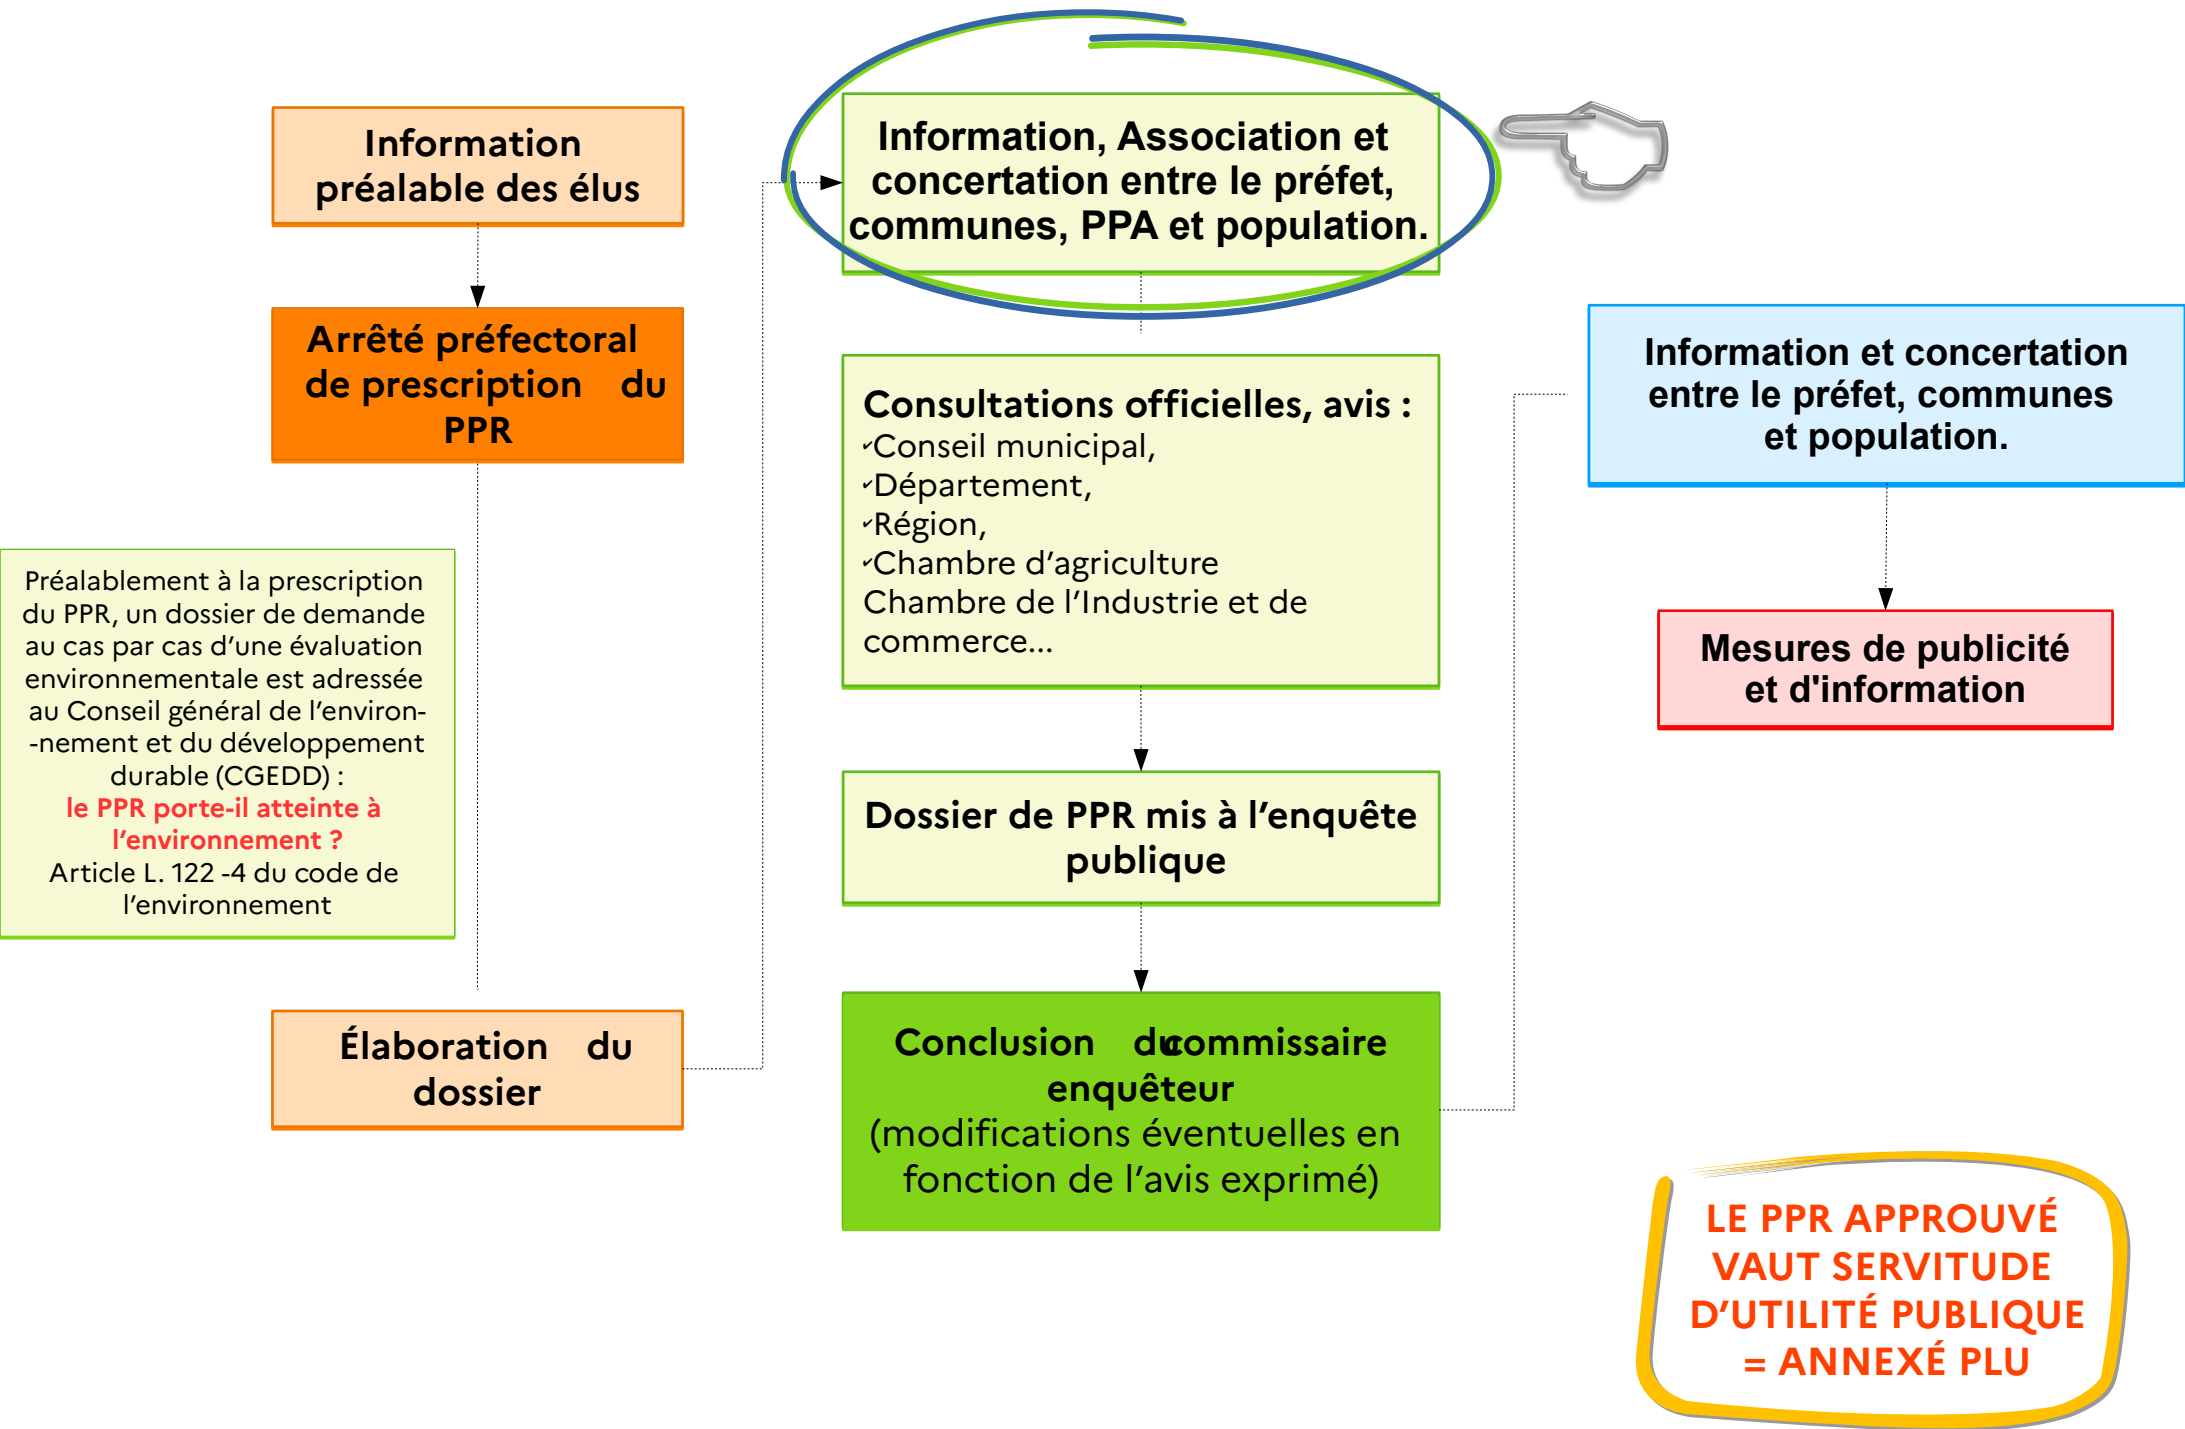 Information
préalable des élus
Arrêté préfectoral
de prescription du
PPR
Préalablement à la prescription
du PPR, un dossier de demande
au cas par cas d’une évaluation
environnementale est adressée
au Conseil général de l’environ-
-nement et du développement
durable (CGEDD) :
le PPR porte-il atteinte à
l’environnement ?
Article L. 122 -4 du code de
l’environnement
Élaboration du
dossier
Information, Association et
concertation entre le préfet,
communes, PPA et population.
Consultations officielles, avis :
✓Conseil municipal,
✓Département,
✓Région,
✓Chambre d’agriculture
Chambre de l’Industrie et de
commerce...
Dossier de PPR mis à l’enquête
publique
Conclusion du commissaire
enquêteur
(modifications éventuelles en
fonction de l’avis exprimé)
Information et concertation
entre le préfet, communes
et population.
Mesures de publicité
et d'information
LE PPR APPROUVÉ
VAUT SERVITUDE
D’UTILITÉ PUBLIQUE
= ANNEXÉ PLU